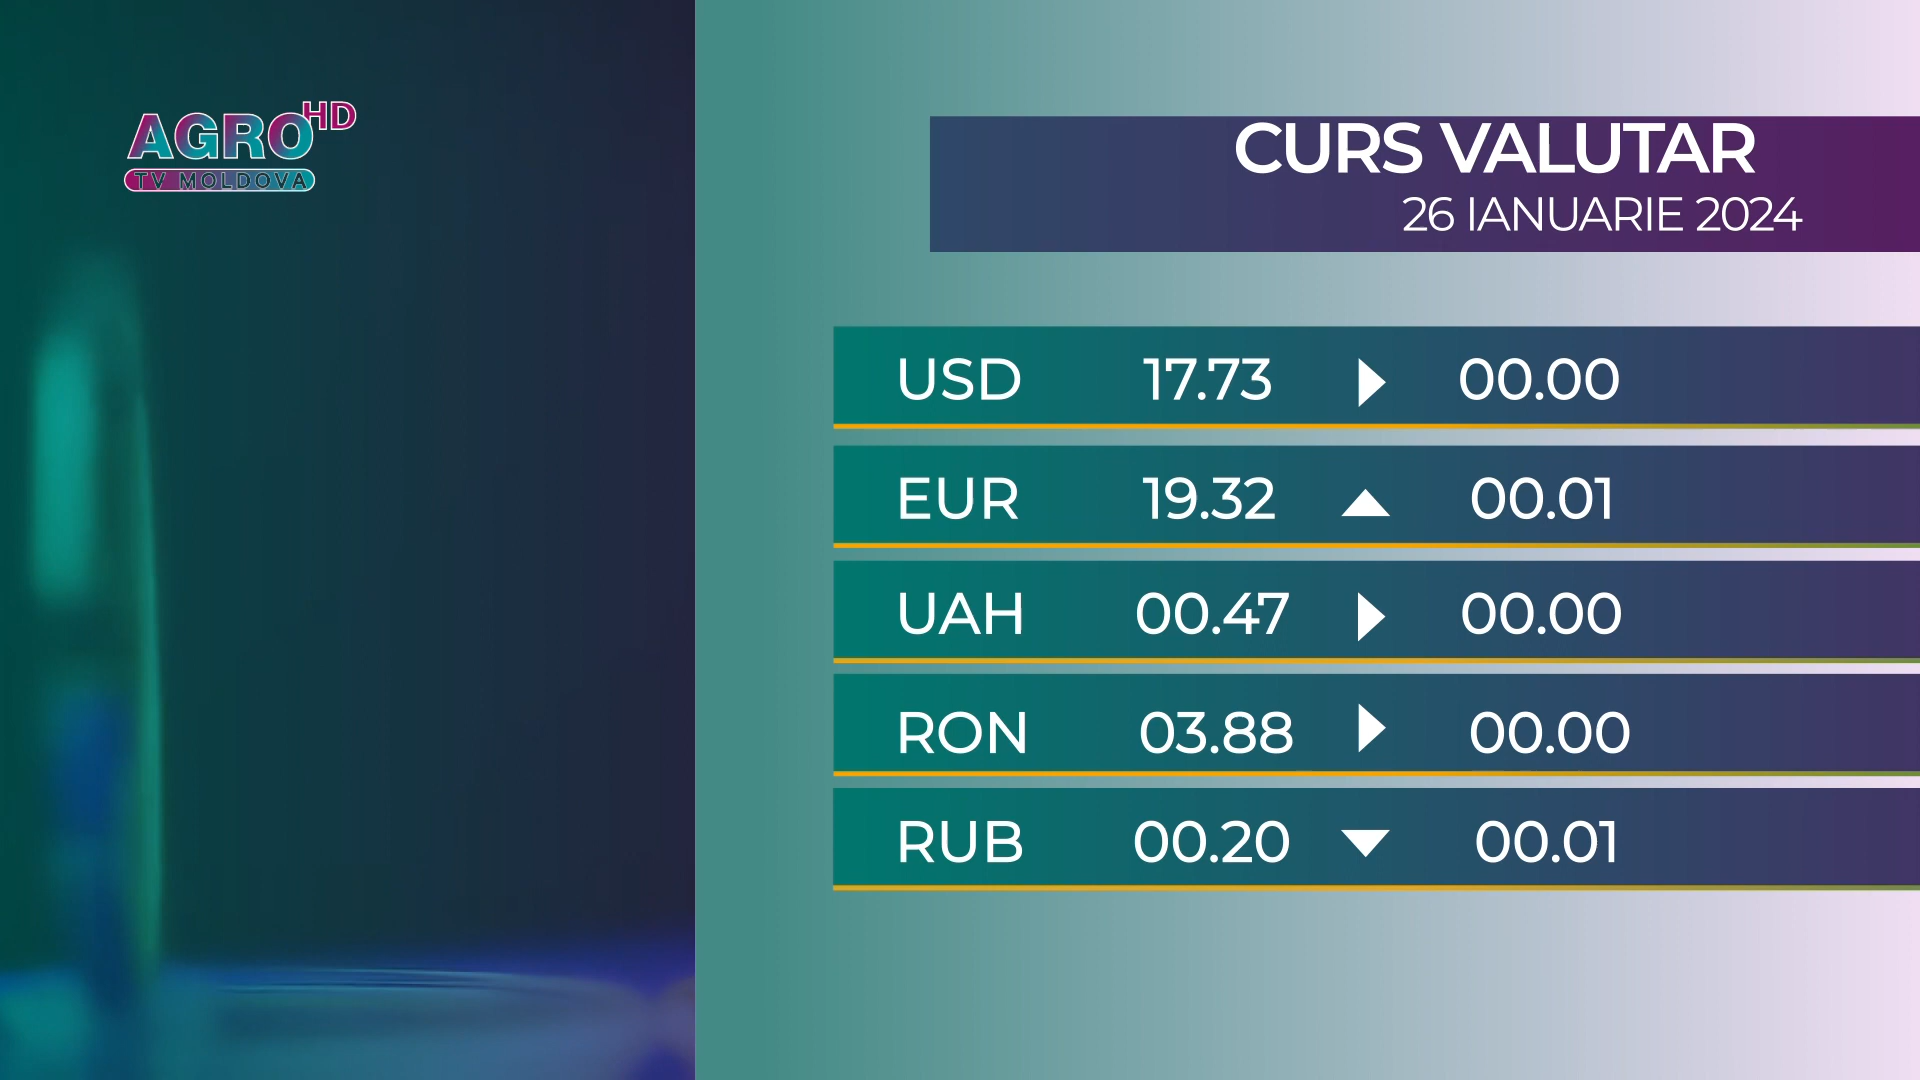 AGRO HD
TV MOLDOVA
CURS VALUTAR
26 IANUARIE 2024
USD 17.73 00.00
EUR 19.32 00.01
UAH 00.47 00.00
RON 03.88 00.00
RUB 00.20 00.01